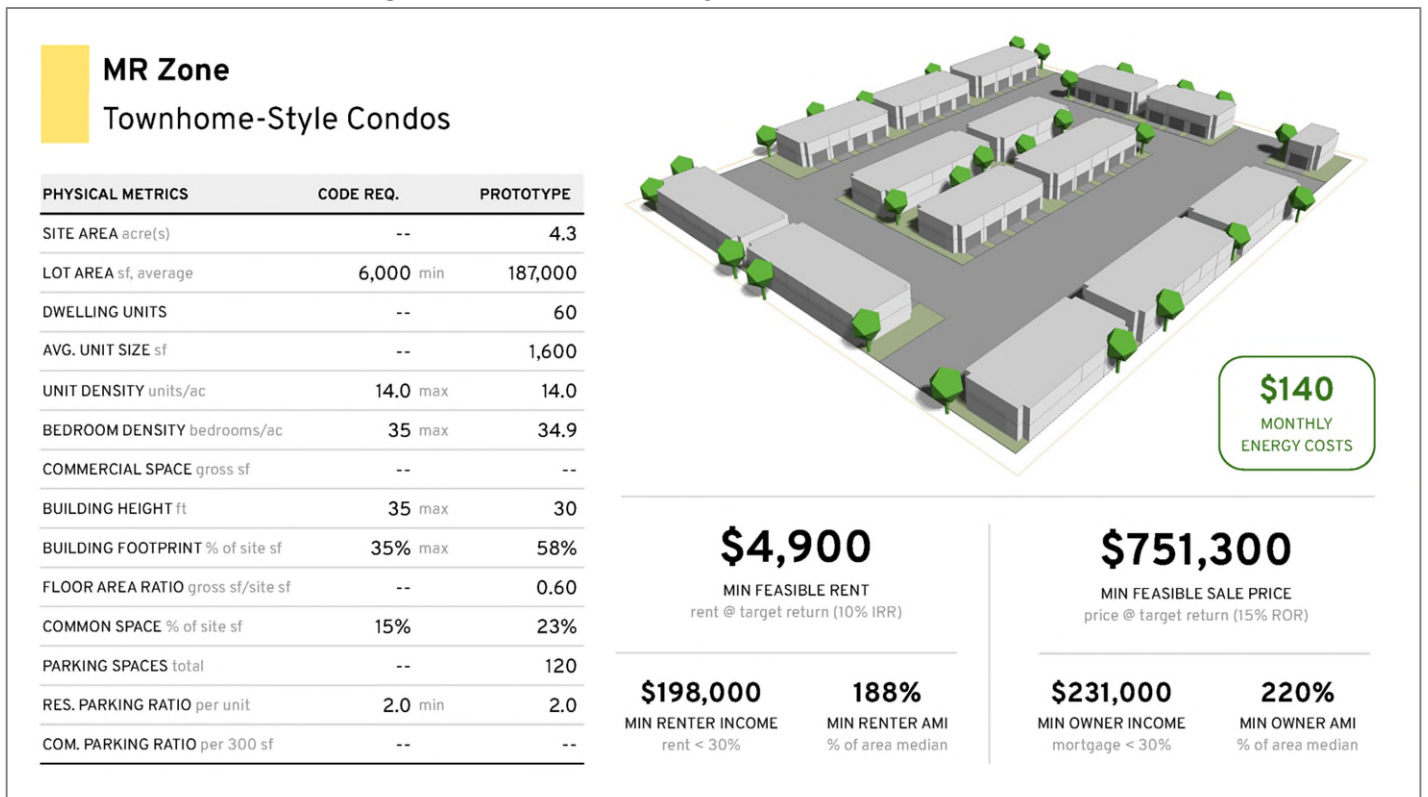 MR Zone
Townhome-Style Condos
PHYSICAL METRICS CODE REQ. PROTOTYPE
SITE AREA acre(s) -- 4.3
LOT AREA sf, average 6,000 min 187,000
DWELLING UNITS -- 60
AVG. UNIT SIZE sf -- 1,600
UNIT DENSITY units/ac 14.0 max 14.0
BEDROOM DENSITY bedrooms/ac 35 max 34.9
COMMERCIAL SPACE gross sf -- --
BUILDING HEIGHT ft 35 max 30
BUILDING FOOTPRINT % of site sf 35% max 58%
FLOOR AREA RATIO gross sf/site sf -- 0.60
COMMON SPACE % of site sf 15% 23%
PARKING SPACES total -- 120
RES. PARKING RATIO per unit 2.0 min 2.0
COM. PARKING RATIO per 300 sf -- --
$140
MONTHLY
ENERGY COSTS
$4,900
MIN FEASIBLE RENT
rent @ target return (10% IRR)
$198,000
MIN RENTER INCOME
rent < 30%
188%
MIN RENTER AMI
% of area median
$751,300
MIN FEASIBLE SALE PRICE
price @ target return (15% ROR)
$231,000
MIN OWNER INCOME
mortgage < 30%
220%
MIN OWNER AMI
% of area median